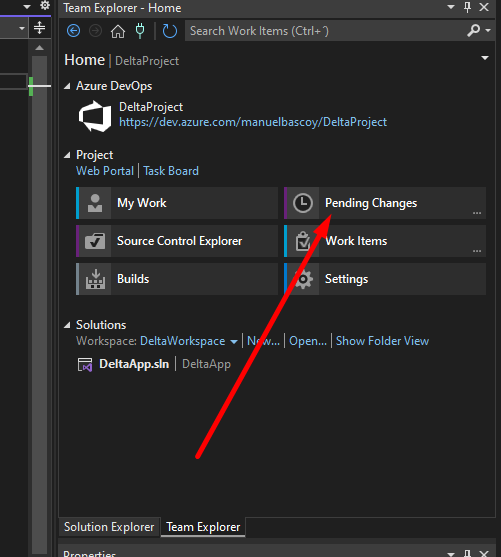 Team Explorer - Home
Search Work Items (Ctrl+´)
Home | DeltaProject
Azure DevOps
DeltaProject
https://dev.azure.com/manuelbascoy/DeltaProject
Project
Web Portal | Task Board
My Work
Pending Changes
...
Source Control Explorer
Work Items
...
Builds
Settings
Solutions
Workspace: DeltaWorkspace | New... | Open... | Show Folder View
DeltaApp.sln | DeltaApp
Solution Explorer
Team Explorer
Properties